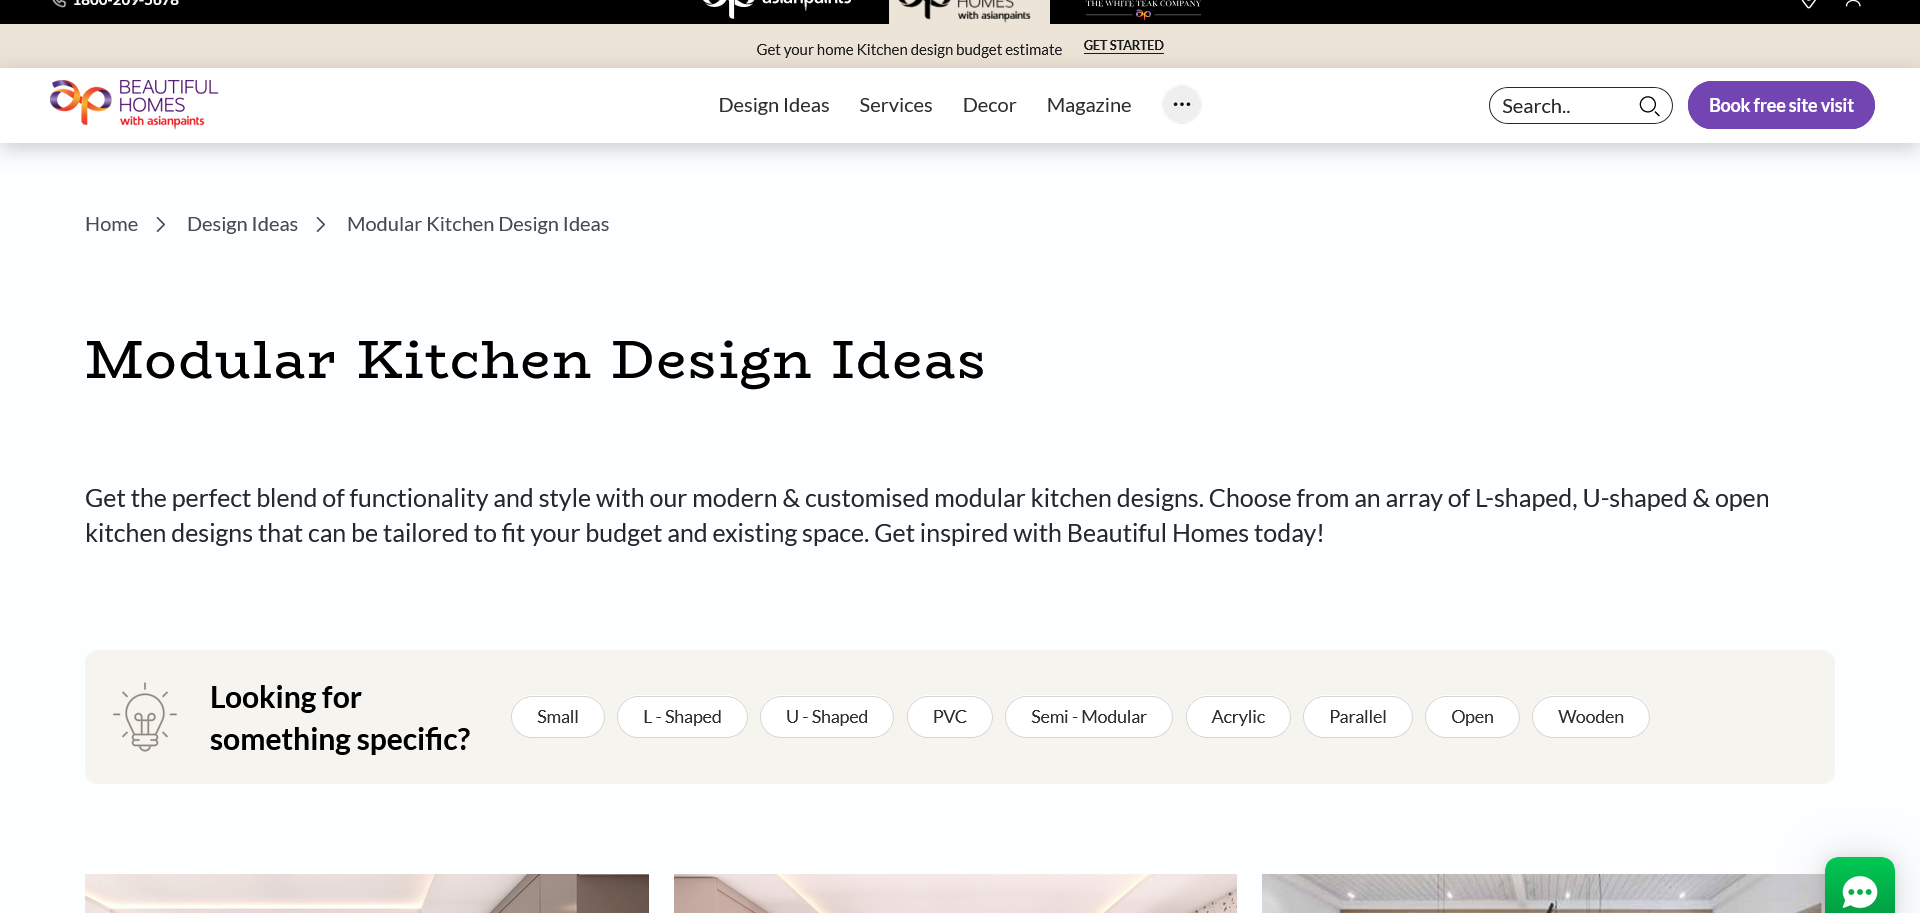 1800-209-5678
asianpaints
HOMES
with asianpaints
THE WHITE TEAK COMPANY
ap
Get your home Kitchen design budget estimate GET STARTED
ap BEAUTIFUL
HOMES
with asianpaints
Design Ideas Services Decor Magazine
Search..
Book free site visit
Home Design Ideas Modular Kitchen Design Ideas
Modular Kitchen Design Ideas
Get the perfect blend of functionality and style with our modern & customised modular kitchen designs. Choose from an array of L-shaped, U-shaped & open
kitchen designs that can be tailored to fit your budget and existing space. Get inspired with Beautiful Homes today!
Looking for
something specific?
Small L - Shaped U - Shaped PVC Semi - Modular Acrylic Parallel Open Wooden